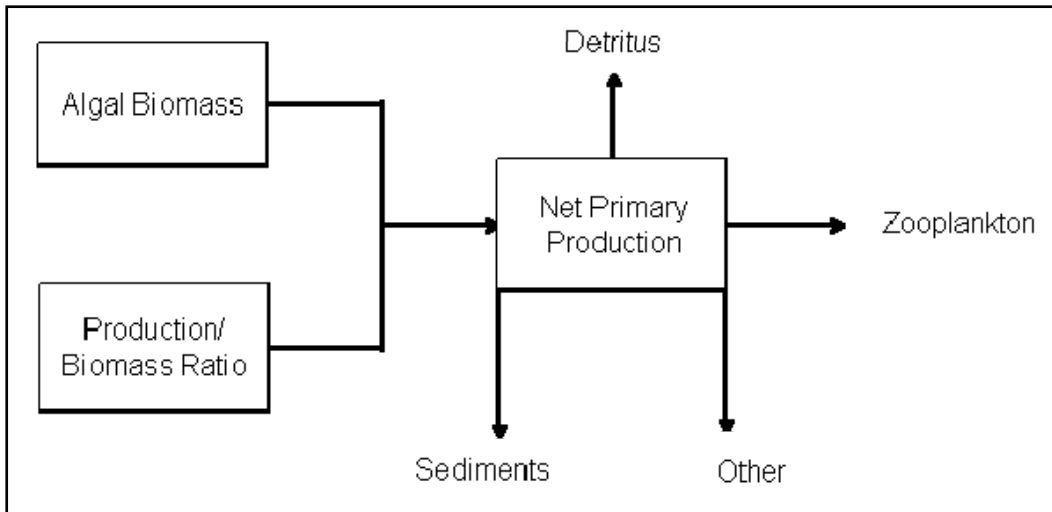 Detritus
Algal Biomass
Net Primary
Production
Zooplankton
Production/
Biomass Ratio
Sediments
Other